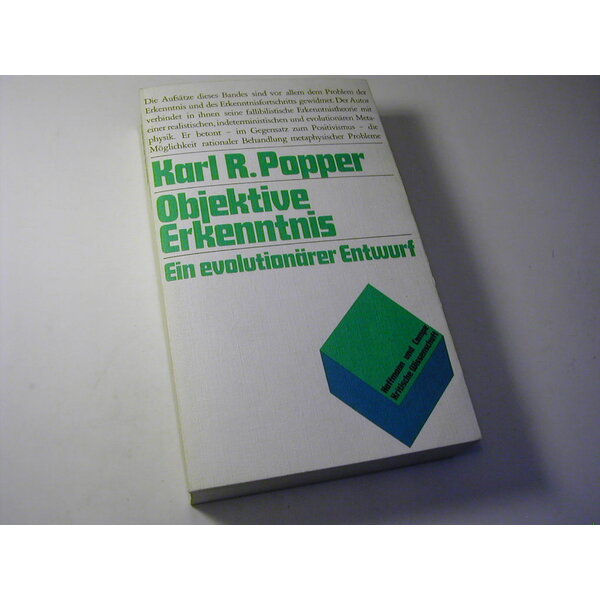 Die Aufsätze dieses Bandes sind vor allem dem Problem der
Erkenntnis und des Erkenntnisfortschritts gewidmet. Der Autor
verbindet in ihnen seine fallibilistische Erkenntnistheorie mit
einer realistischen, indeterministischen und evolutionären Meta-
physik. Er betont – im Gegensatz zum Positivismus – die
Möglichkeit rationaler Behandlung metaphysischer Probleme
Karl R. Popper
Objektive
Erkenntnis
Ein evolutionärer Entwurf
Hoffmann und Campe
Kritische Wissenschaft